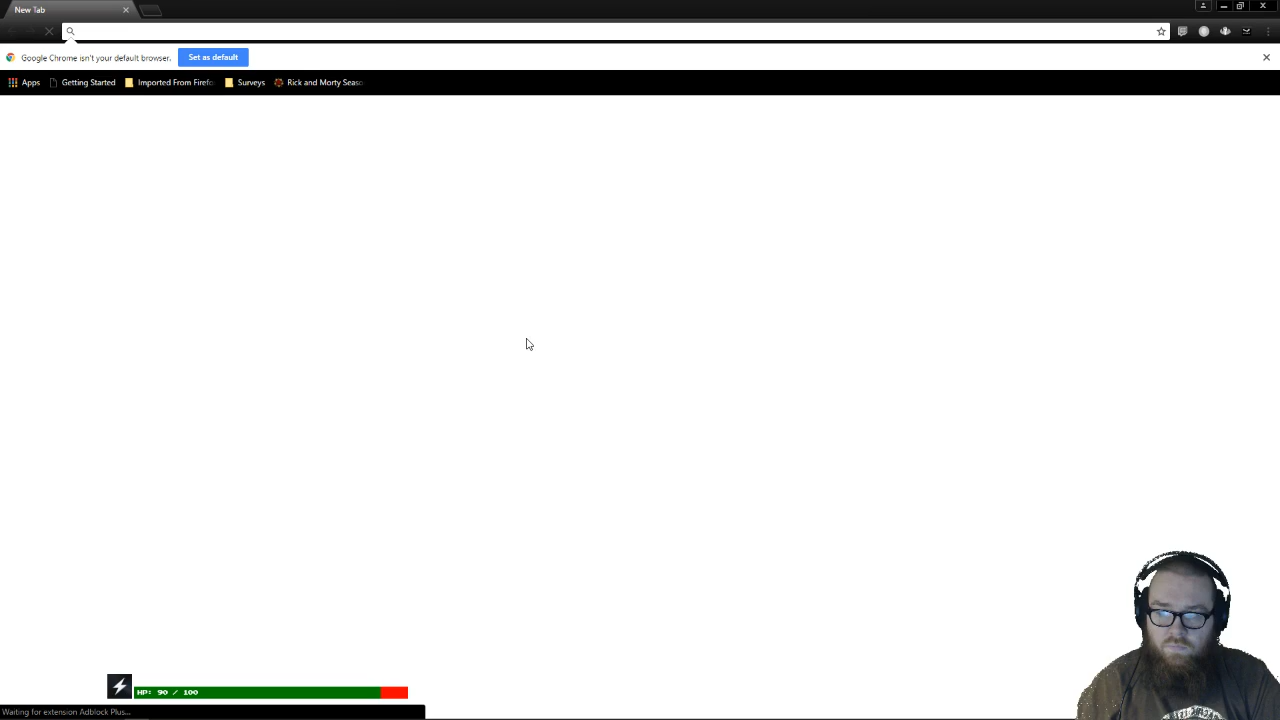 New Tab
Google Chrome isn't your default browser. Set as default
Apps Getting Started Imported From Firefo Surveys Rick and Morty Seaso
HP: 90 / 100
Waiting for extension Adblock Plus...